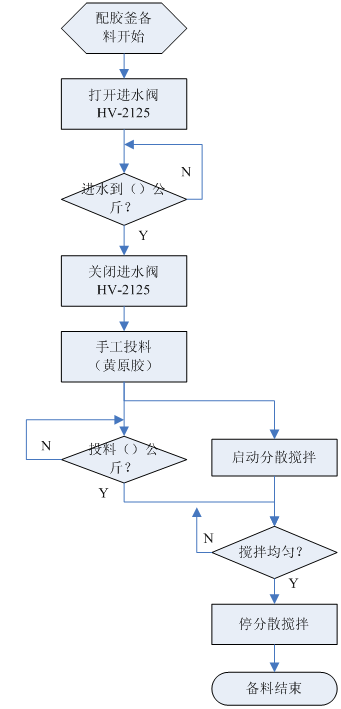 配胶釜备
料开始
打开进水阀
HV-2125
N
进水到（）公
斤？
Y
关闭进水阀
HV-2125
手工投料
（黄原胶）
N
投料（）公
斤？
启动分散搅拌
Y
N
搅拌均匀？
Y
停分散搅拌
备料结束